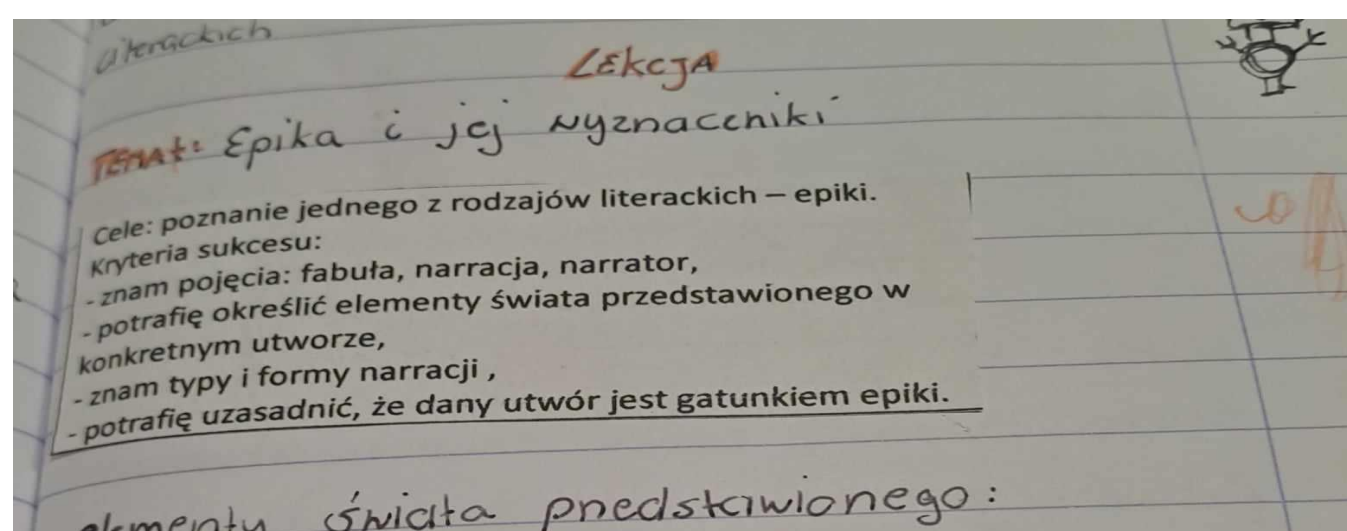 literackich
LEKCJA
TEMAT: Epika i jej wyznaczniki
Cele: poznanie jednego z rodzajów literackich – epiki.
Kryteria sukcesu:
- znam pojęcia: fabuła, narracja, narrator,
- potrafię określić elementy świata przedstawionego w
konkretnym utworze,
- znam typy i formy narracji ,
- potrafię uzasadnić, że dany utwór jest gatunkiem epiki.
elementy świata przedstawionego: